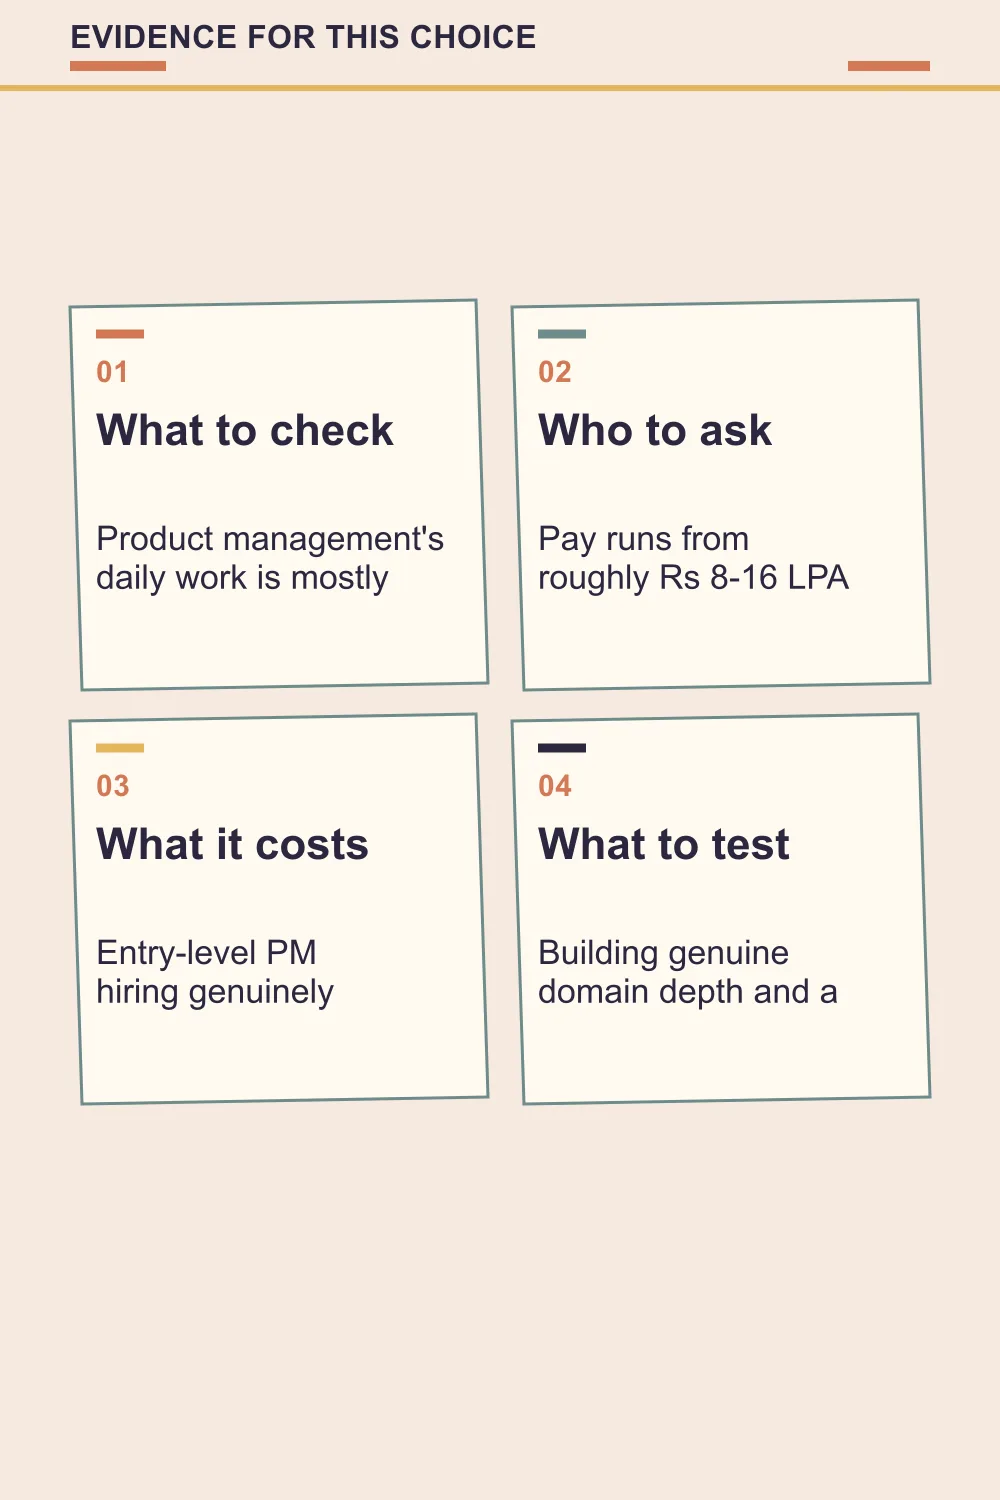 EVIDENCE FOR THIS CHOICE
01
What to check
Product management's
daily work is mostly
02
Who to ask
Pay runs from
roughly Rs 8-16 LPA
03
What it costs
Entry-level PM
hiring genuinely
04
What to test
Building genuine
domain depth and a